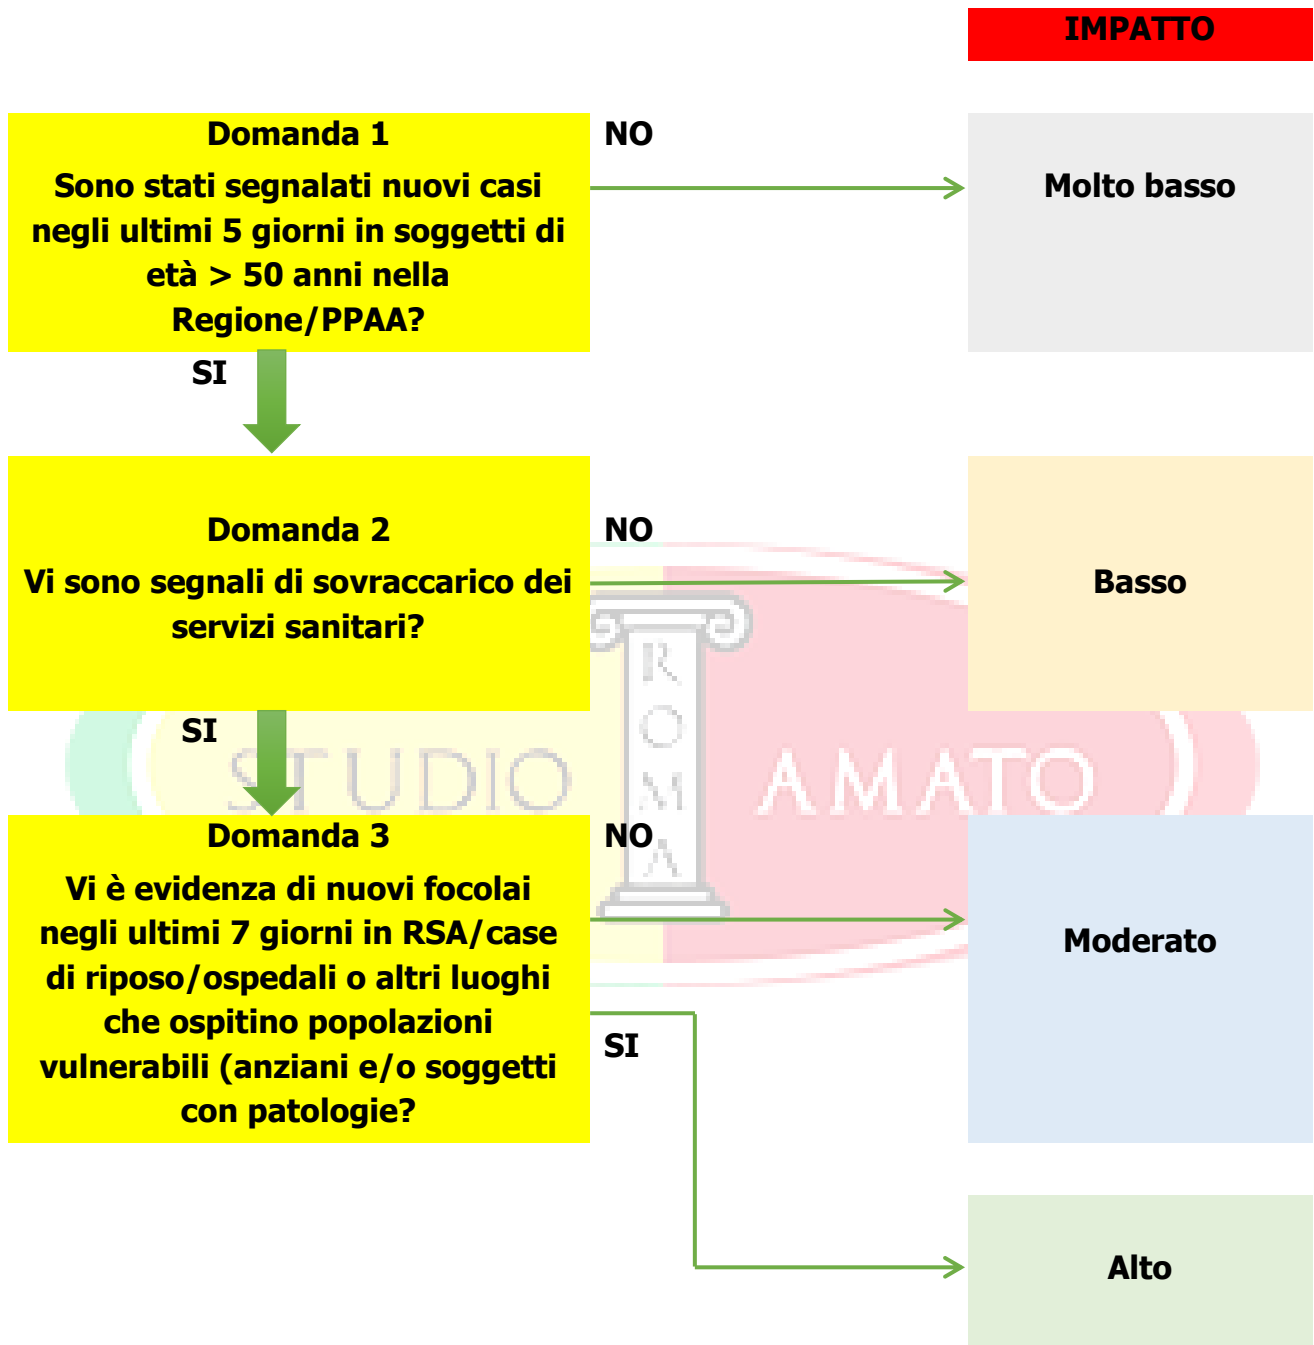 IMPATTO
Domanda 1
Sono stati segnalati nuovi casi
negli ultimi 5 giorni in soggetti di
età > 50 anni nella
Regione/PPAA?
NO
Molto basso
SI
Domanda 2
Vi sono segnali di sovraccarico dei
servizi sanitari?
NO
Basso
SI
STUDIO
ROMA
AMATO
Domanda 3
Vi è evidenza di nuovi focolai
negli ultimi 7 giorni in RSA/case
di riposo/ospedali o altri luoghi
che ospitino popolazioni
vulnerabili (anziani e/o soggetti
con patologie?
NO
Moderato
SI
Alto